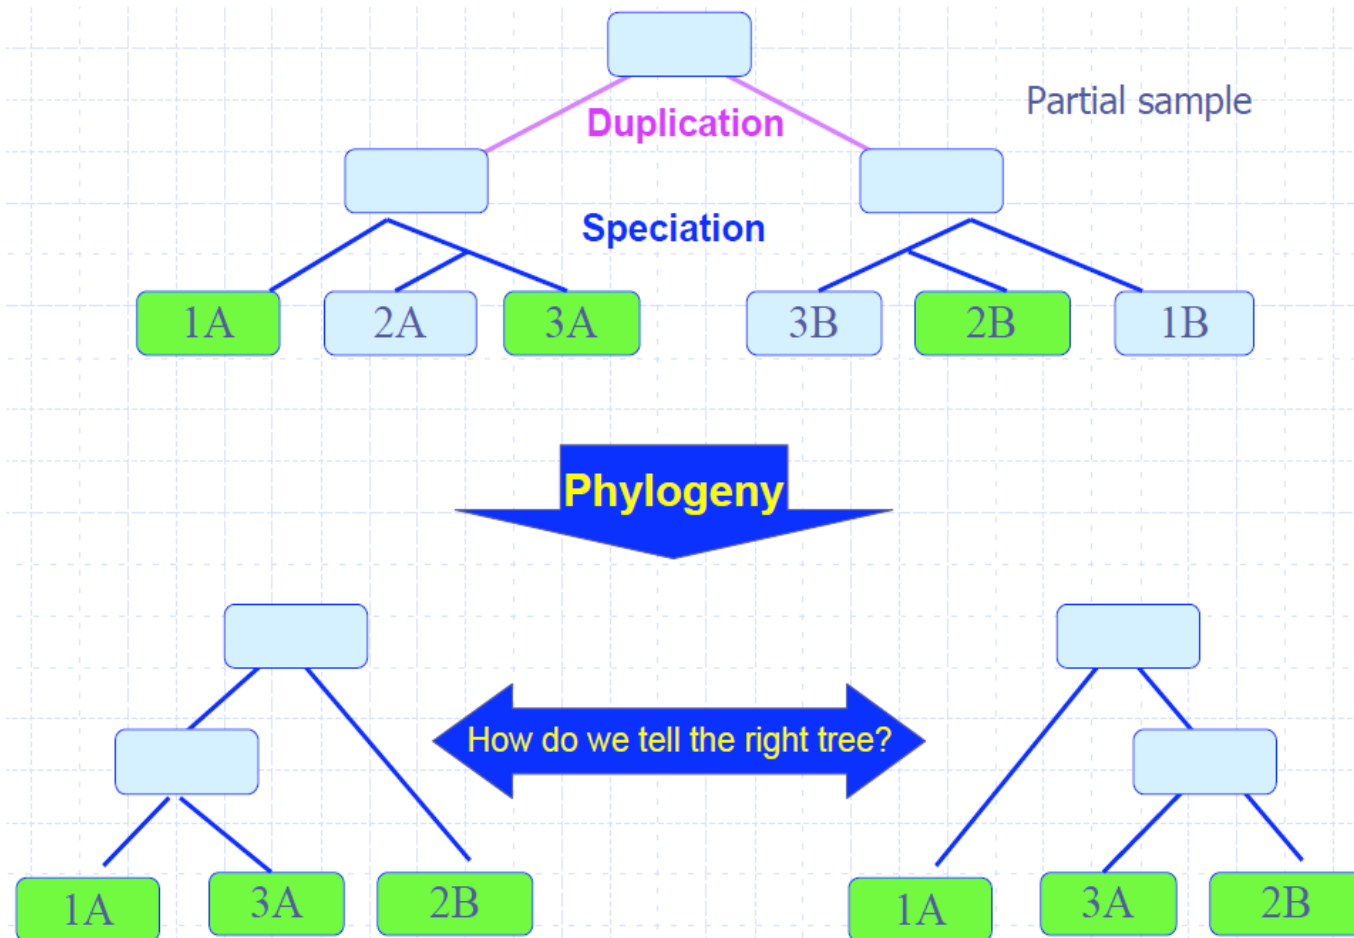 Partial sample
Duplication
Speciation
1A 2A 3A 3B 2B 1B
Phylogeny
How do we tell the right tree?
1A 3A 2B 1A 3A 2B